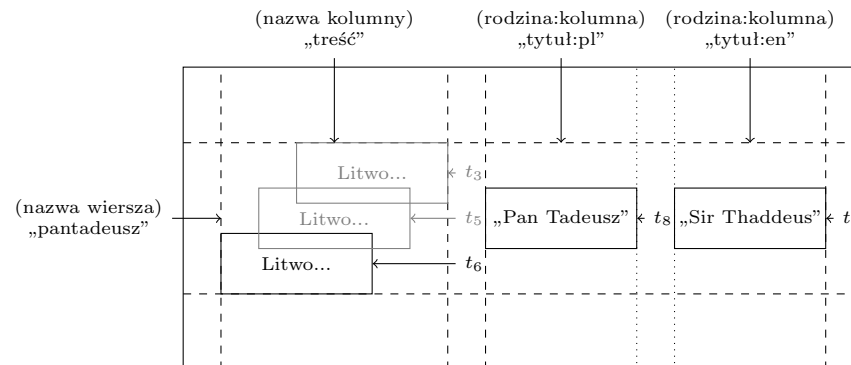 (nazwa kolumny)
„treść”
(rodzina:kolumna)
„tytuł:pl”
(rodzina:kolumna)
„tytuł:en”
Litwo... t3
(nazwa wiersza)
„pantadeusz”
Litwo... t5
„Pan Tadeusz” t8
„Sir Thaddeus” t
Litwo... t6